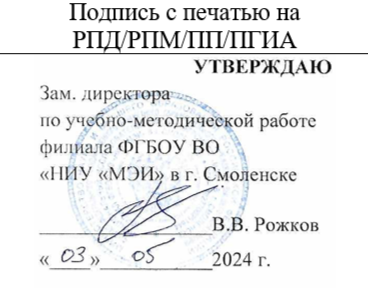 Подпись с печатью на
РПД/РПМ/ПП/ПГИА
УТВЕРЖДАЮ
Зам. директора
по учебно-методической работе
филиала ФГБОУ ВО
«НИУ «МЭИ» в г. Смоленске
В.В. Рожков
«03» 05 2024 г.